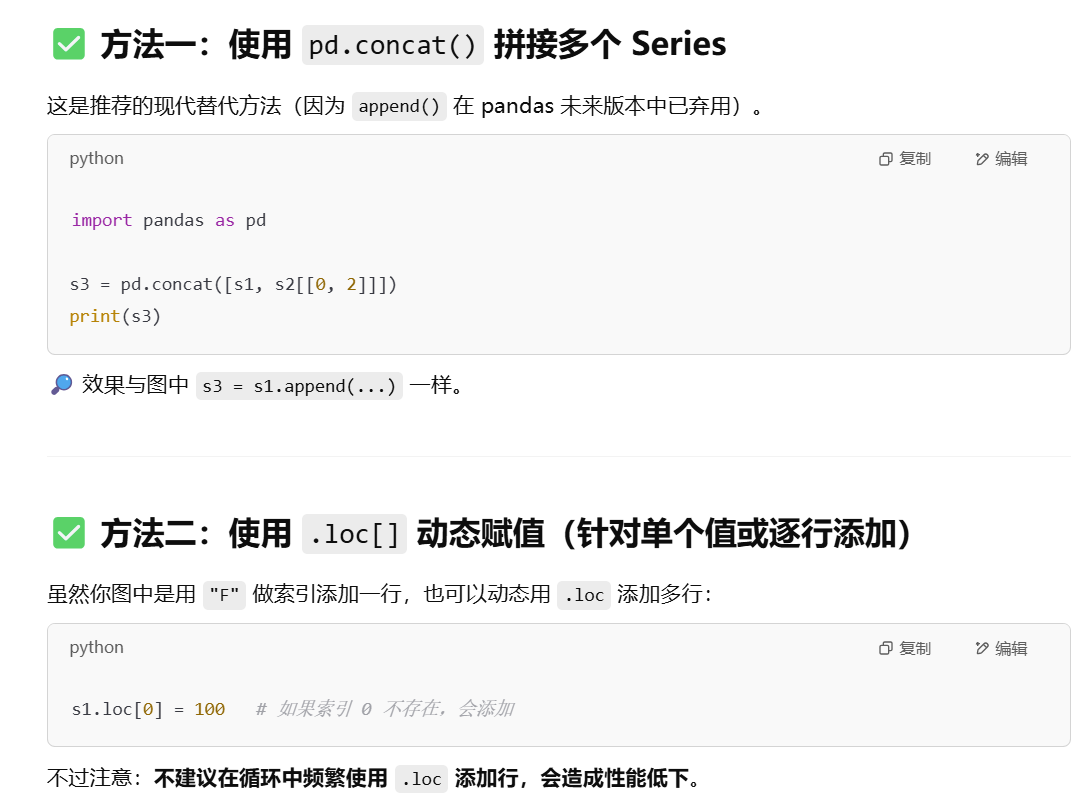 ✅ 方法一：使用 pd.concat() 拼接多个 Series
这是推荐的现代替代方法（因为 append() 在 pandas 未来版本中已弃用）。
python 复制 编辑
import pandas as pd
s3 = pd.concat([s1, s2[[0, 2]]])
print(s3)
🔎 效果与图中 s3 = s1.append(...) 一样。
✅ 方法二：使用 .loc[] 动态赋值（针对单个值或逐行添加）
虽然你图中是用 "F" 做索引添加一行，也可以动态用 .loc 添加多行：
python 复制 编辑
s1.loc[0] = 100 # 如果索引 0 不存在，会添加
不过注意：不建议在循环中频繁使用 .loc 添加行，会造成性能低下。